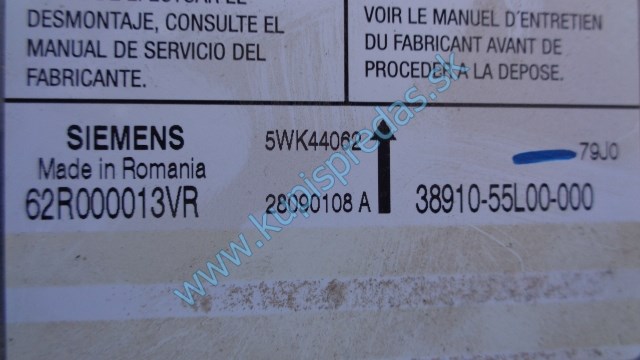 DESMONTAJE, CONSULTE EL
MANUAL DE SERVICIO DEL
FABRICANTE.
VOIR LE MANUEL D'ENTRETIEN
DU FABRICANT AVANT DE
PROCEDER A LA DEPOSE.
SIEMENS
Made in Romania
62R000013VR
5WK44062
28090108 A
79J0
38910-55L00-000
www.kupispredas.sk